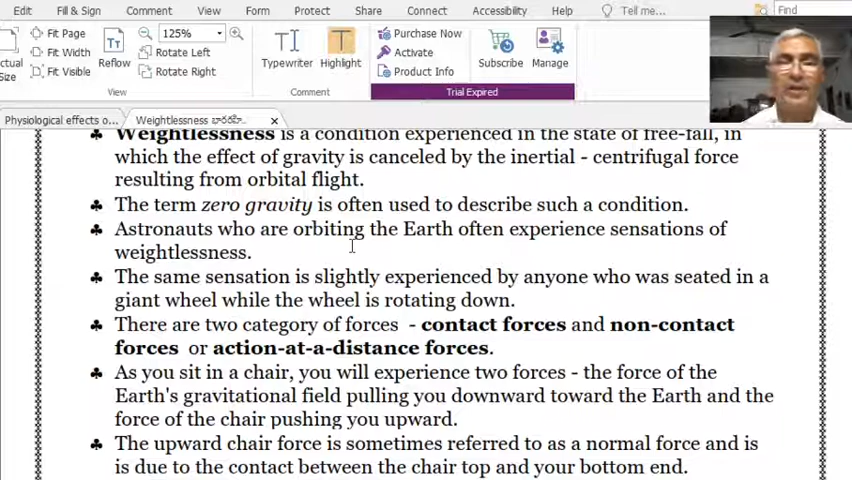 Edit Fill & Sign Comment View Form Protect Share Connect Accessibility Help Tell me... Find
Actual Size
Fit Page
Fit Width
Fit Visible
Reflow
125%
Rotate Left
Rotate Right
View
Typewriter
Highlight
Comment
Purchase Now
Activate
Product Info
Subscribe
Manage
Trial Expired
Physiological effects o...
Weightlessness
♣ Weightlessness is a condition experienced in the state of free-fall, in
which the effect of gravity is canceled by the inertial - centrifugal force
resulting from orbital flight.
♣ The term zero gravity is often used to describe such a condition.
♣ Astronauts who are orbiting the Earth often experience sensations of
weightlessness.
♣ The same sensation is slightly experienced by anyone who was seated in a
giant wheel while the wheel is rotating down.
♣ There are two category of forces - contact forces and non-contact
forces or action-at-a-distance forces.
♣ As you sit in a chair, you will experience two forces - the force of the
Earth's gravitational field pulling you downward toward the Earth and the
force of the chair pushing you upward.
♣ The upward chair force is sometimes referred to as a normal force and is
is due to the contact between the chair top and your bottom end.